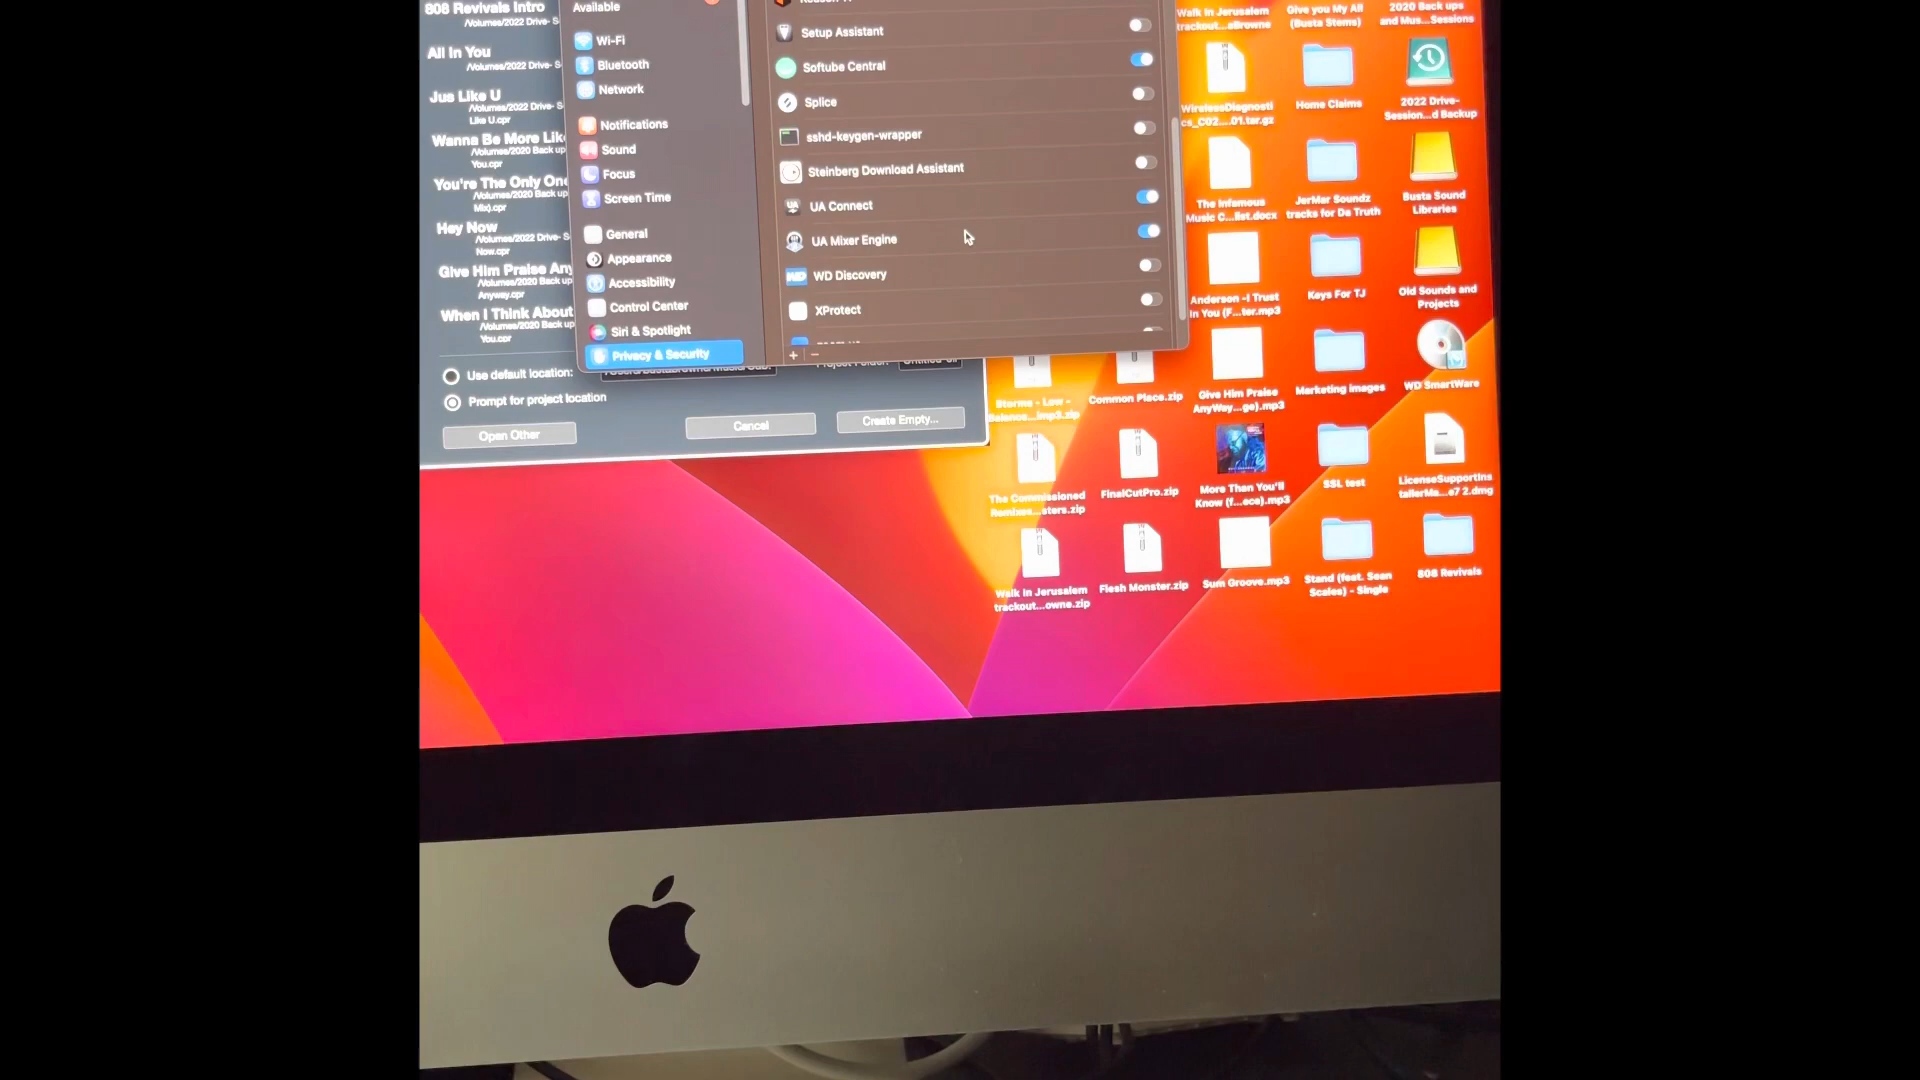 808 Revivals Intro
/Volumes/2022 Drive- S
All In You
/Volumes/2022 Drive- S
Jus Like U
/Volumes/2022 Drive- S
Like U.cpr
Wanna Be More Lik
/Volumes/2020 Back up
You.cpr
You're The Only One
/Volumes/2020 Back up
Mix).cpr
Hey Now
/Volumes/2022 Drive- S
Now.cpr
Give Him Praise Any
/Volumes/2020 Back up
Anyway.cpr
When I Think About
/Volumes/2020 Back up
You.cpr
Use default location:
Prompt for project location
Open Other
Cancel
Create Empty...
Available
Wi-Fi
Bluetooth
Network
Notifications
Sound
Focus
Screen Time
General
Appearance
Accessibility
Control Center
Siri & Spotlight
Privacy & Security
Setup Assistant
Softube Central
Splice
sshd-keygen-wrapper
Steinberg Download Assistant
UA Connect
UA Mixer Engine
WD Discovery
XProtect
+ −
Walk In Jerusalem
trackout...aBrowne
Give you My All
(Busta Stems)
2020 Back ups
and Mus...Sessions
WirelessDiagnosti
cs_C02....01.tar.gz
Home Claims
2022 Drive-
Session...d Backup
The Infamous
Music C...list.docx
JerMer Soundz
tracks for Da Truth
Busta Sound
Libraries
Anderson -I Trust
In You (F...ter.mp3
Keys For TJ
Old Sounds and
Projects
Storms - Low -
Balance....imp3.zip
Common Place.zip
Give Him Praise
AnyWay...ge).mp3
Marketing images
WD SmartWare
The Commissioned
Remixes...sters.zip
FinalCutPro.zip
More Than You'll
Know (f...ece).mp3
SSL test
LicenseSupportIns
tallerMa...e7 2.dmg
Walk In Jerusalem
trackout...owne.zip
Flesh Monster.zip
Sum Groove.mp3
Stand (feat. Sean
Scales) - Single
808 Revivals